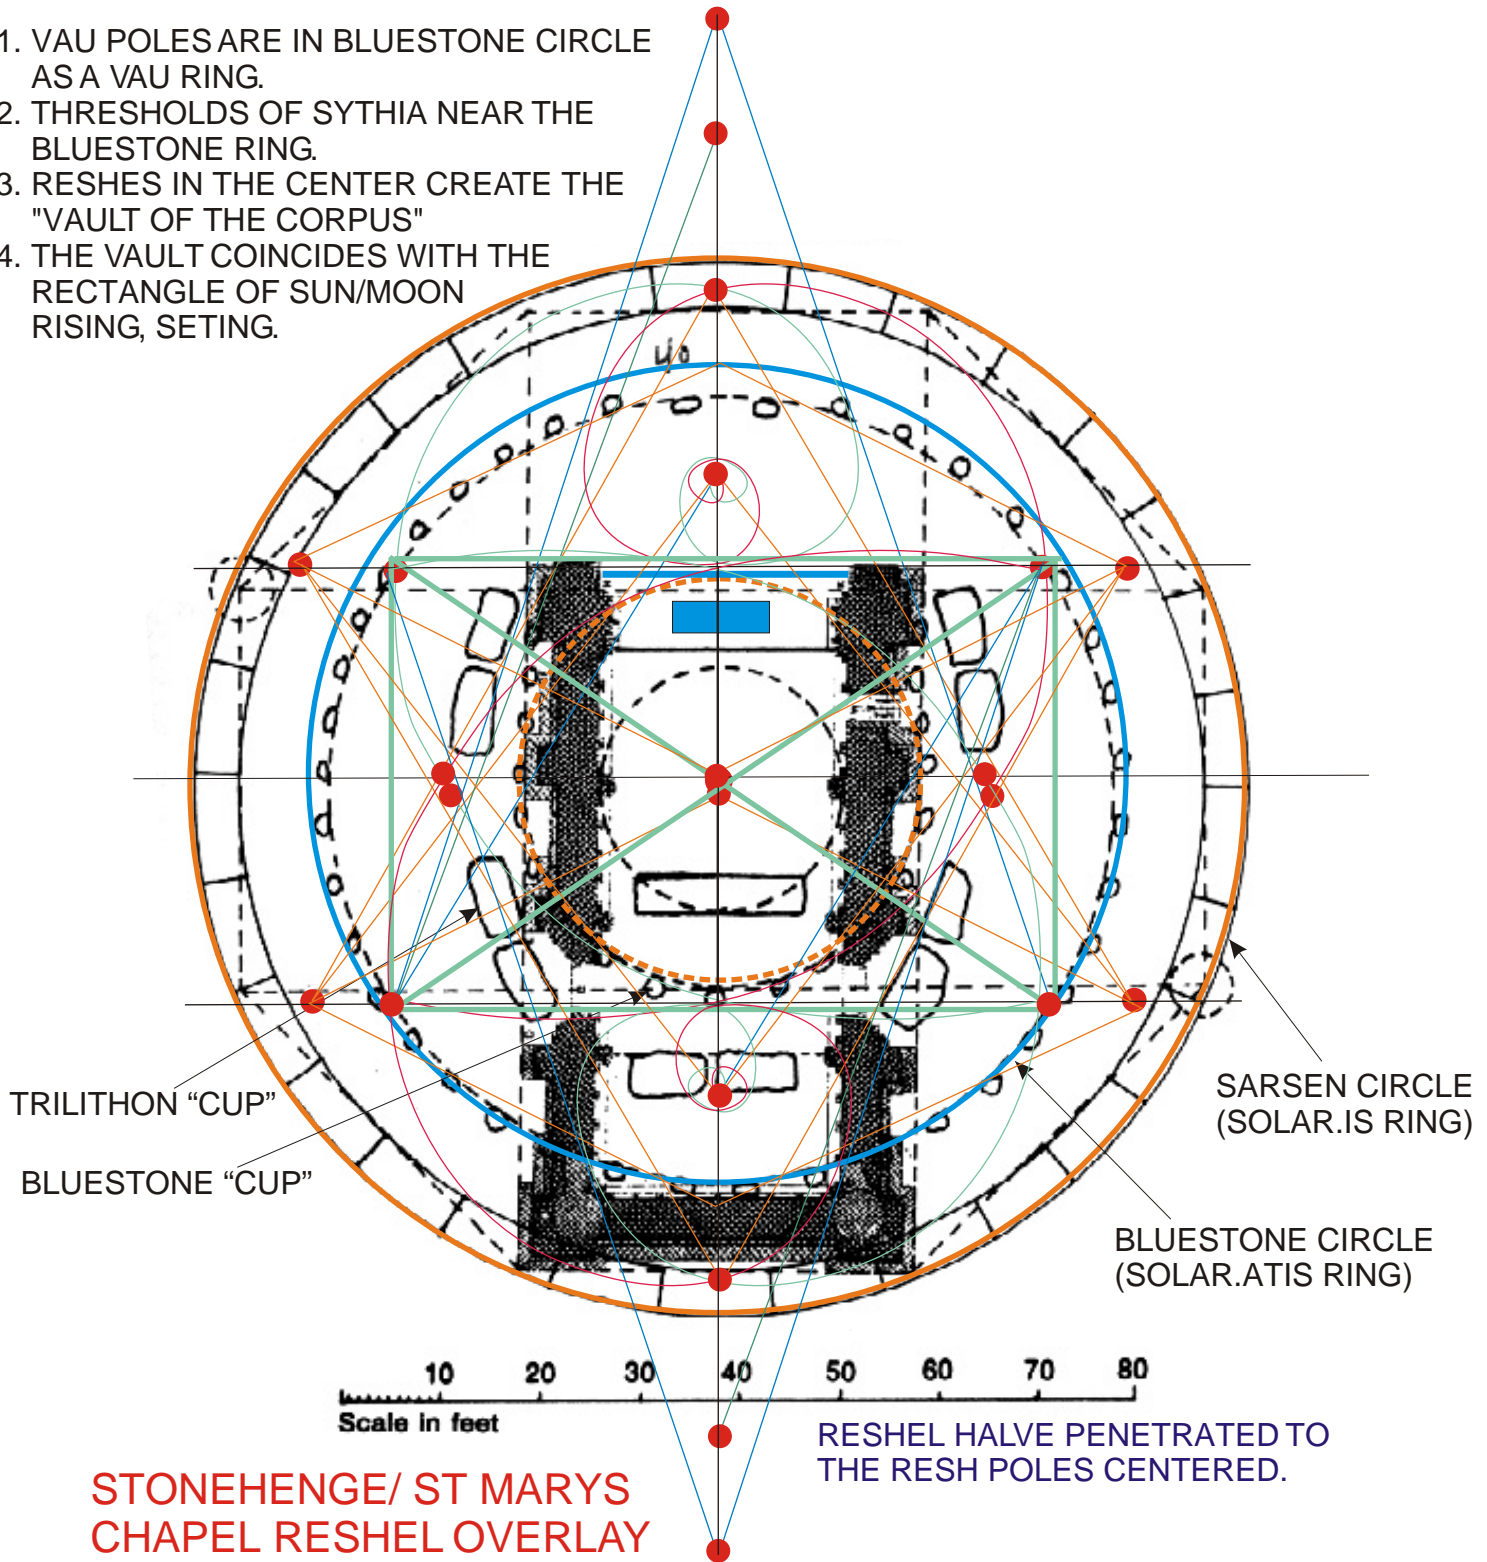 1. VAU POLES ARE IN BLUESTONE CIRCLE
AS A VAU RING.
2. THRESHOLDS OF SYTHIA NEAR THE
BLUESTONE RING.
3. RESHES IN THE CENTER CREATE THE
"VAULT OF THE CORPUS"
4. THE VAULT COINCIDES WITH THE
RECTANGLE OF SUN/MOON
RISING, SETING.
TRILITHON “CUP”
BLUESTONE “CUP”
SARSEN CIRCLE
(SOLAR.IS RING)
BLUESTONE CIRCLE
(SOLAR.ATIS RING)
10 20 30 40 50 60 70 80
Scale in feet
RESHEL HALVE PENETRATED TO
THE RESH POLES CENTERED.
STONEHENGE/ ST MARYS
CHAPEL RESHEL OVERLAY